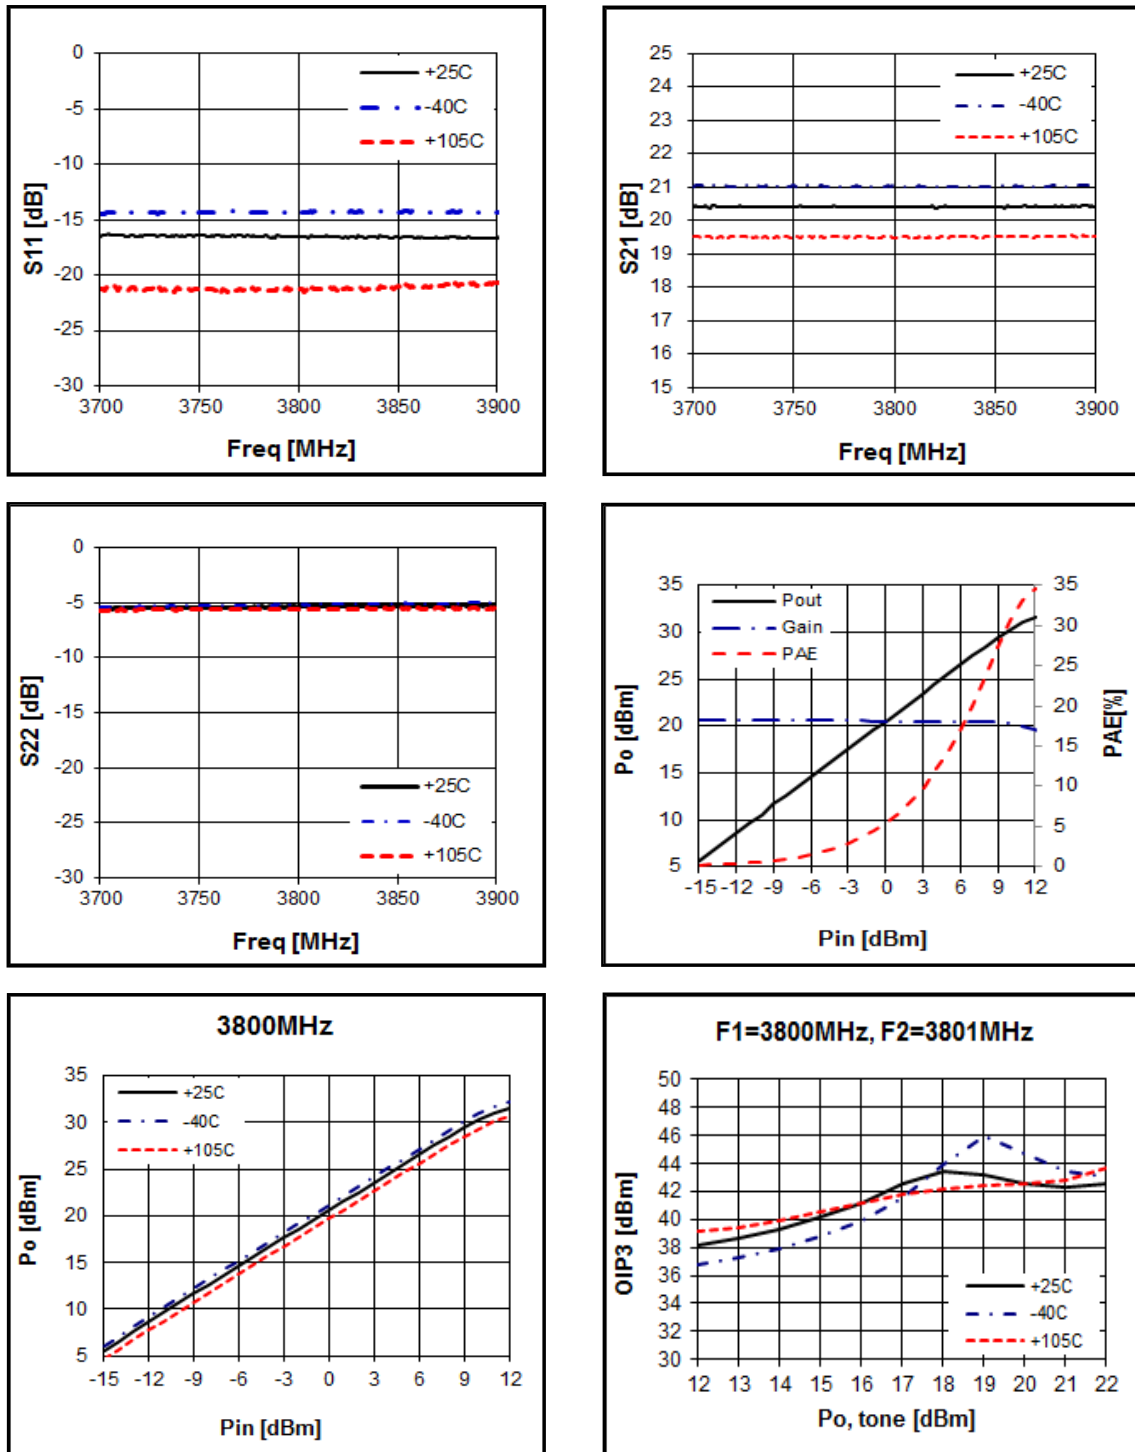 0
-5
-10
-15
-20
-25
-30
S11 [dB]
+25C
-40C
+105C
3700 3750 3800 3850 3900
Freq [MHz]
25
24
23
22
21
20
19
18
17
16
15
S21 [dB]
+25C
-40C
+105C
3700 3750 3800 3850 3900
Freq [MHz]
0
-5
-10
-15
-20
-25
-30
S22 [dB]
+25C
-40C
+105C
3700 3750 3800 3850 3900
Freq [MHz]
35
30
25
20
15
10
5
Po [dBm]
Pout
Gain
PAE
35
30
25
20
15
10
5
0
PAE[%]
-15 -12 -9 -6 -3 0 3 6 9 12
Pin [dBm]
3800MHz
35
30
25
20
15
10
5
Po [dBm]
+25C
-40C
+105C
-15 -12 -9 -6 -3 0 3 6 9 12
Pin [dBm]
F1=3800MHz, F2=3801MHz
50
48
46
44
42
40
38
36
34
32
30
OIP3 [dBm]
+25C
-40C
+105C
12 13 14 15 16 17 18 19 20 21 22
Po, tone [dBm]